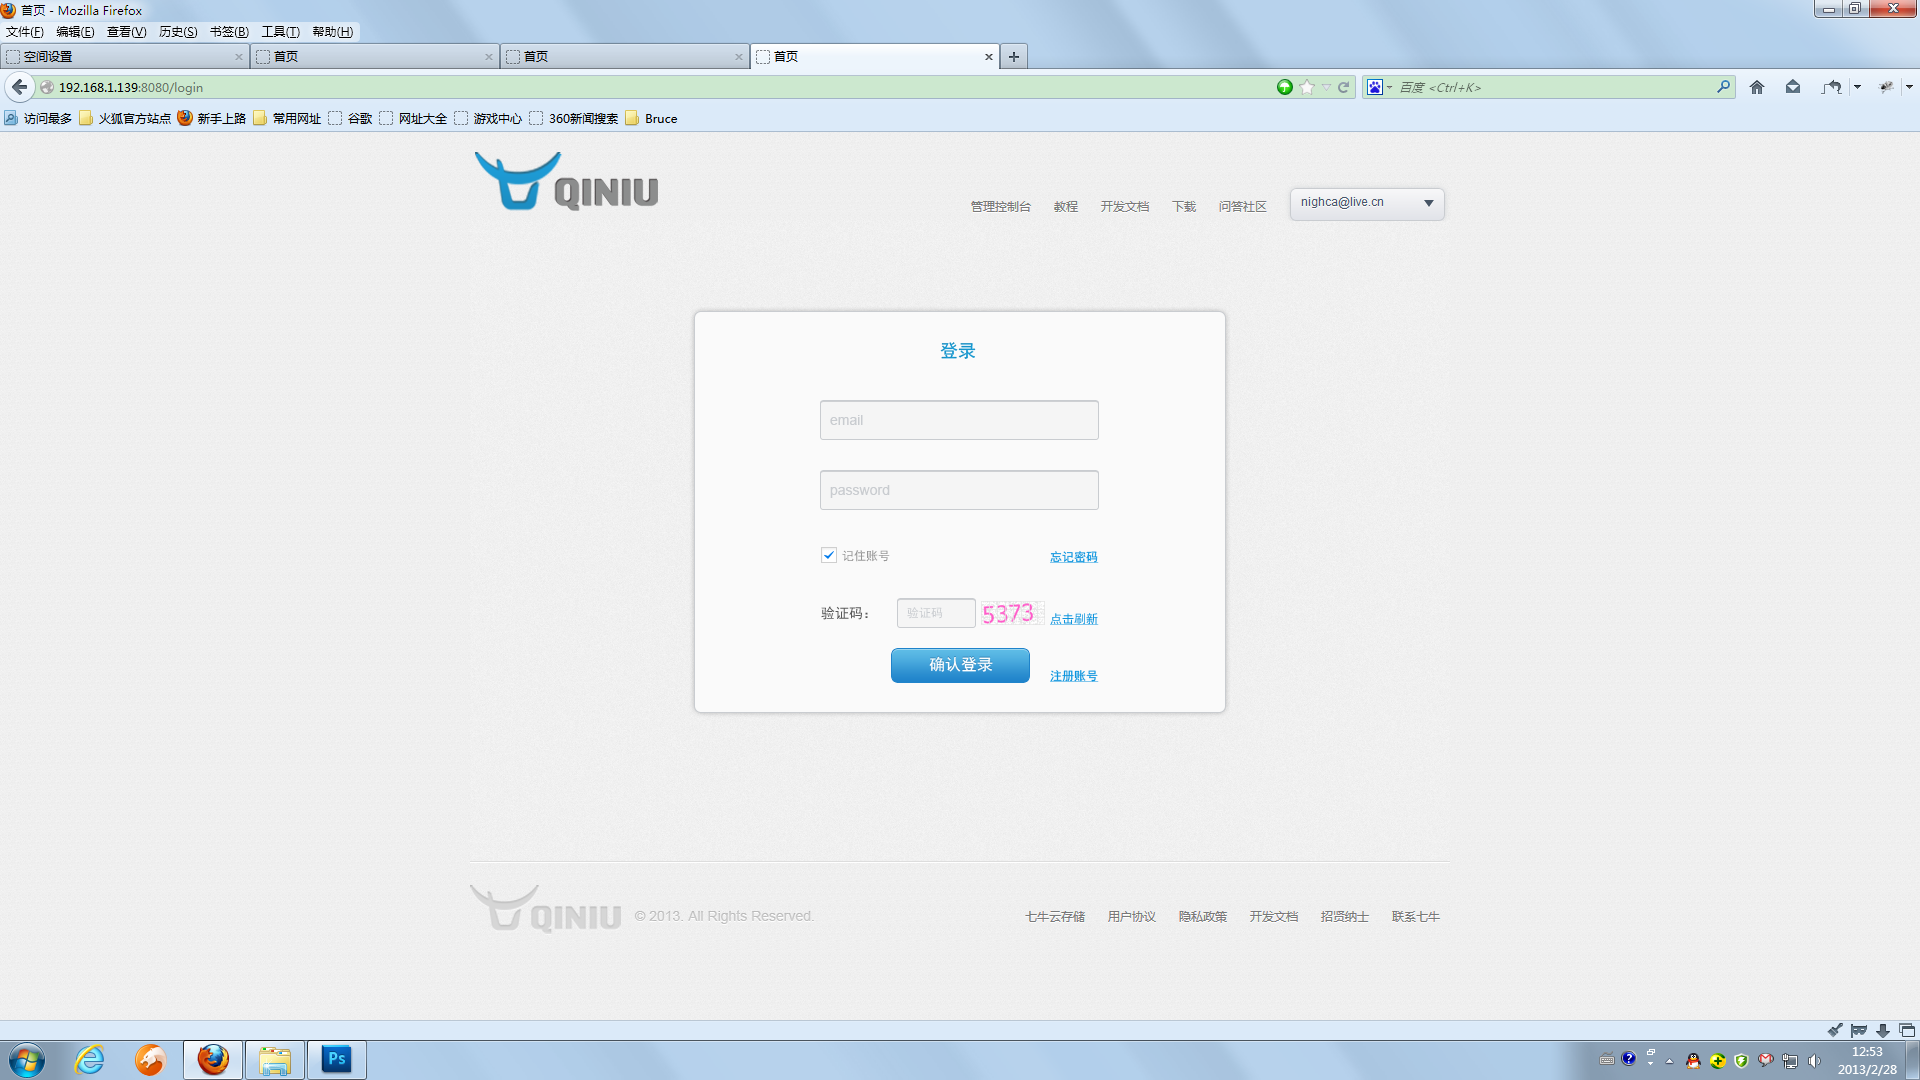 首页 - Mozilla Firefox
文件(F) 编辑(E) 查看(V) 历史(S) 书签(B) 工具(T) 帮助(H)
空间设置 首页 首页 首页
192.168.1.139:8080/login 百度 <Ctrl+K>
访问最多 火狐官方站点 新手上路 常用网址 谷歌 网址大全 游戏中心 360新闻搜索 Bruce
QINIU
管理控制台 教程 开发文档 下载 问答社区 nighca@live.cn
登录
email
password
记住账号 忘记密码
验证码： 验证码 5373 点击刷新
确认登录 注册账号
QINIU © 2013. All Rights Reserved. 七牛云存储 用户协议 隐私政策 开发文档 招贤纳士 联系七牛
Ps
12:53
2013/2/28